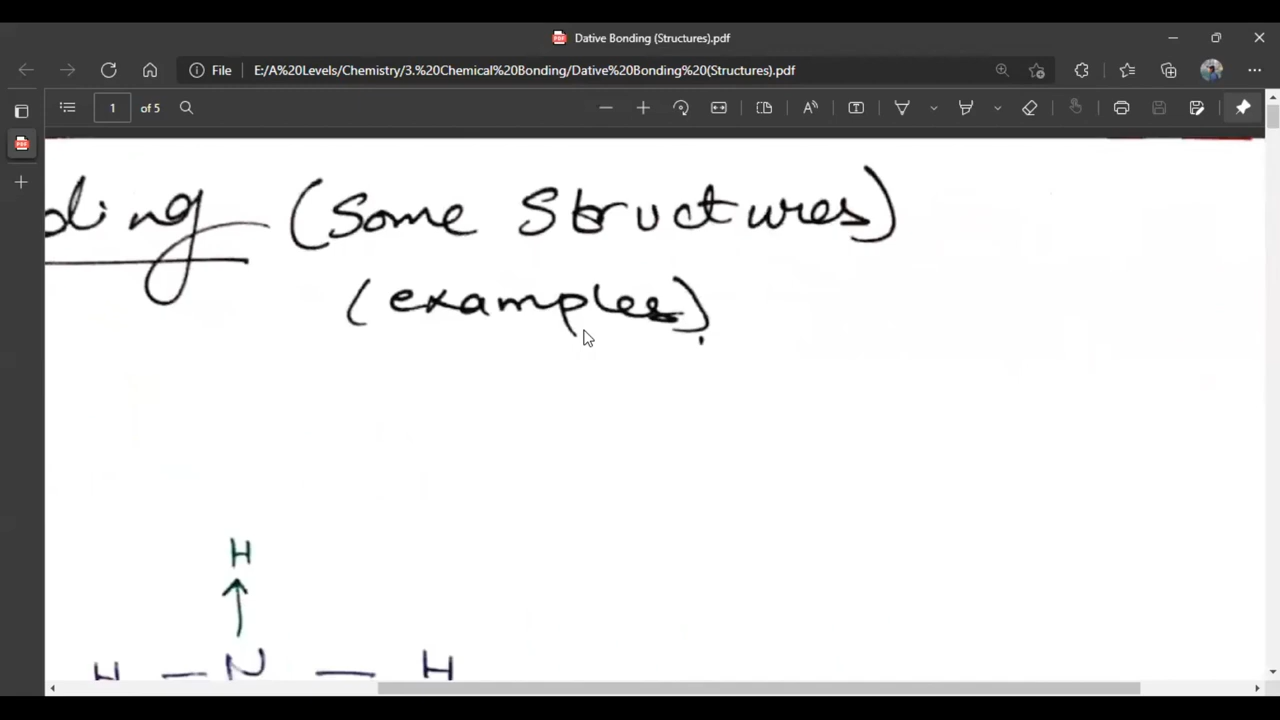 Dative Bonding (Structures).pdf
File E:/A%20Levels/Chemistry/3.%20Chemical%20Bonding/Dative%20Bonding%20(Structures).pdf
1 of 5
ding (Some Structures)
(examples).
H
H — N — H